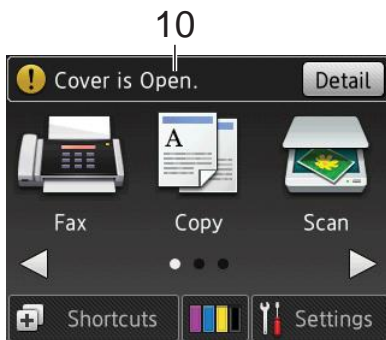 10
Cover is Open. Detail
A
Fax Copy Scan
Shortcuts Settings